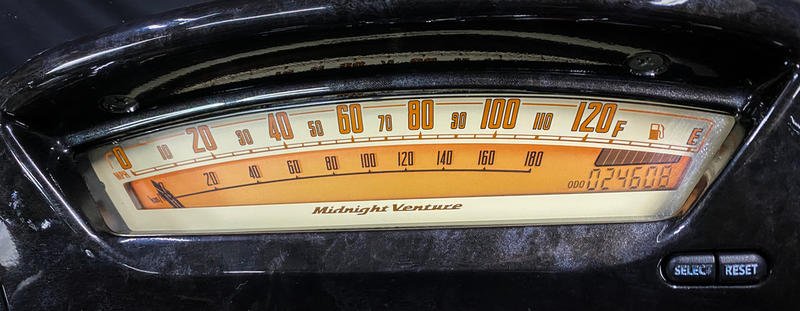 0 10 20 30 40 50 60 70 80 90 100 110 120 F E
MPH
km/h 20 40 60 80 100 120 140 160 180
ODO 024608
Midnight Venture
SELECT RESET